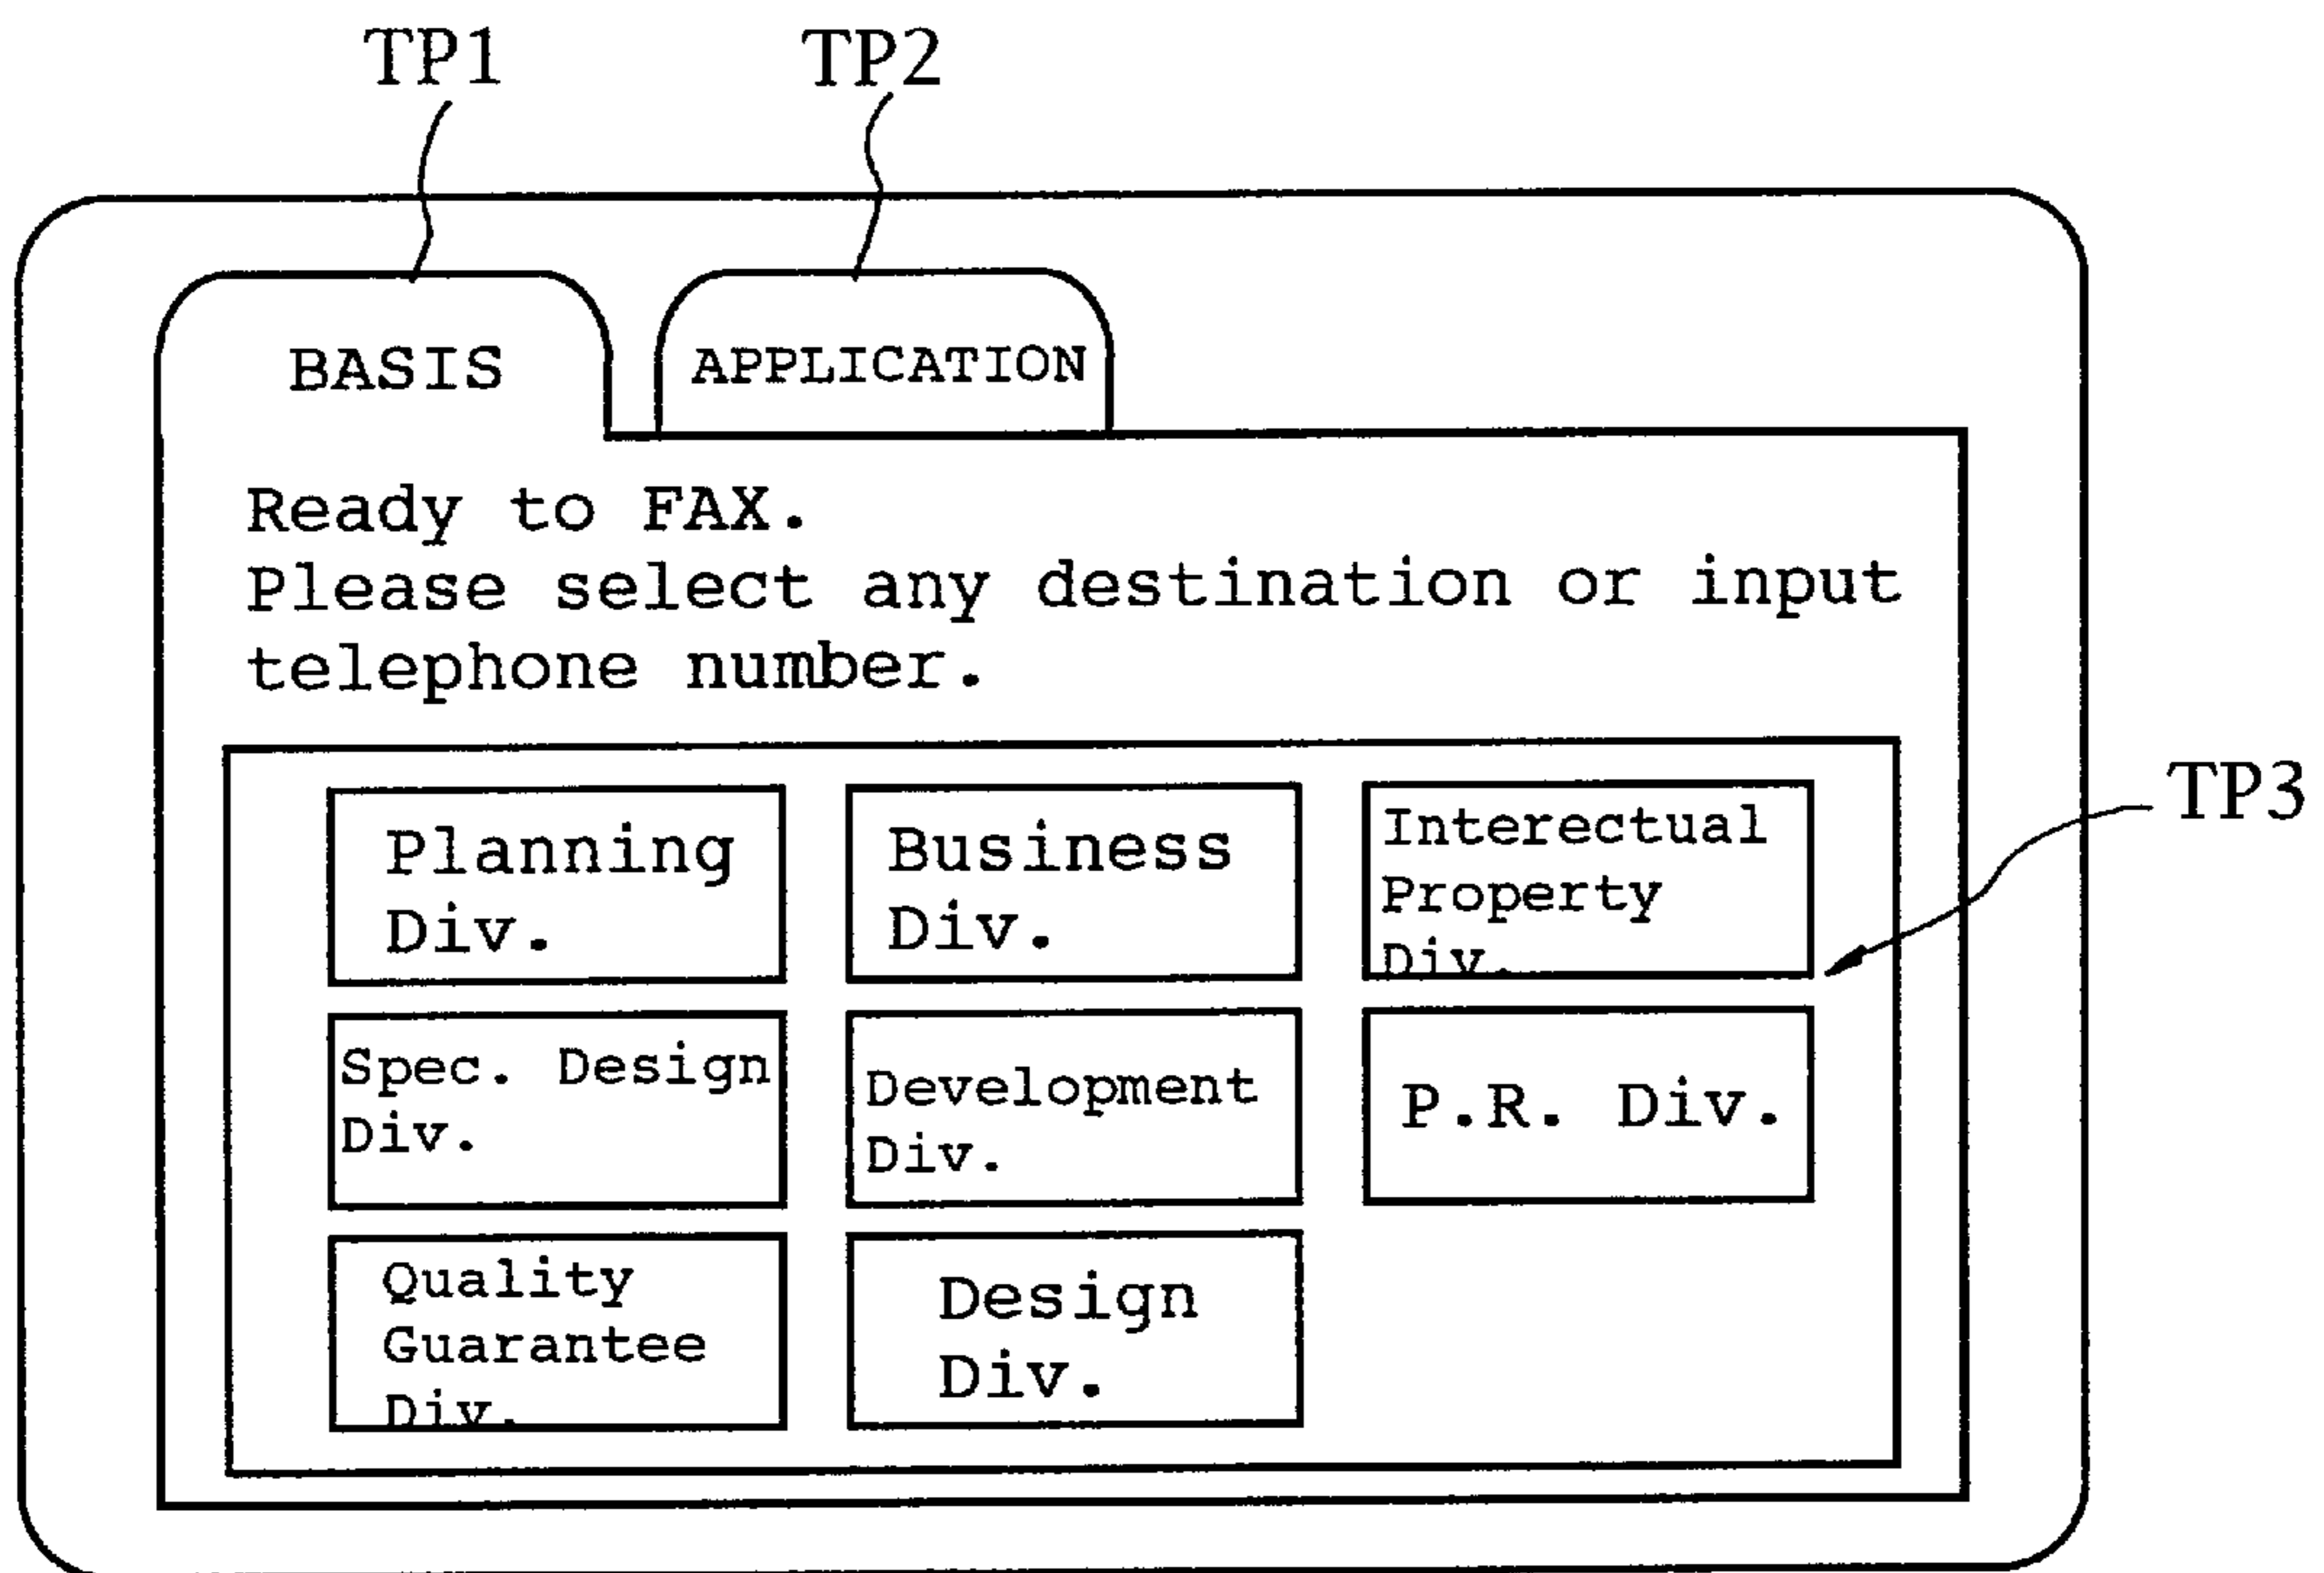 TP1 TP2
BASIS APPLICATION
Ready to FAX.
Please select any destination or input
telephone number.
TP3
Planning
Div.
Business
Div.
Interectual
Property
Div.
Spec. Design
Div.
Development
Div.
P.R. Div.
Quality
Guarantee
Div.
Design
Div.